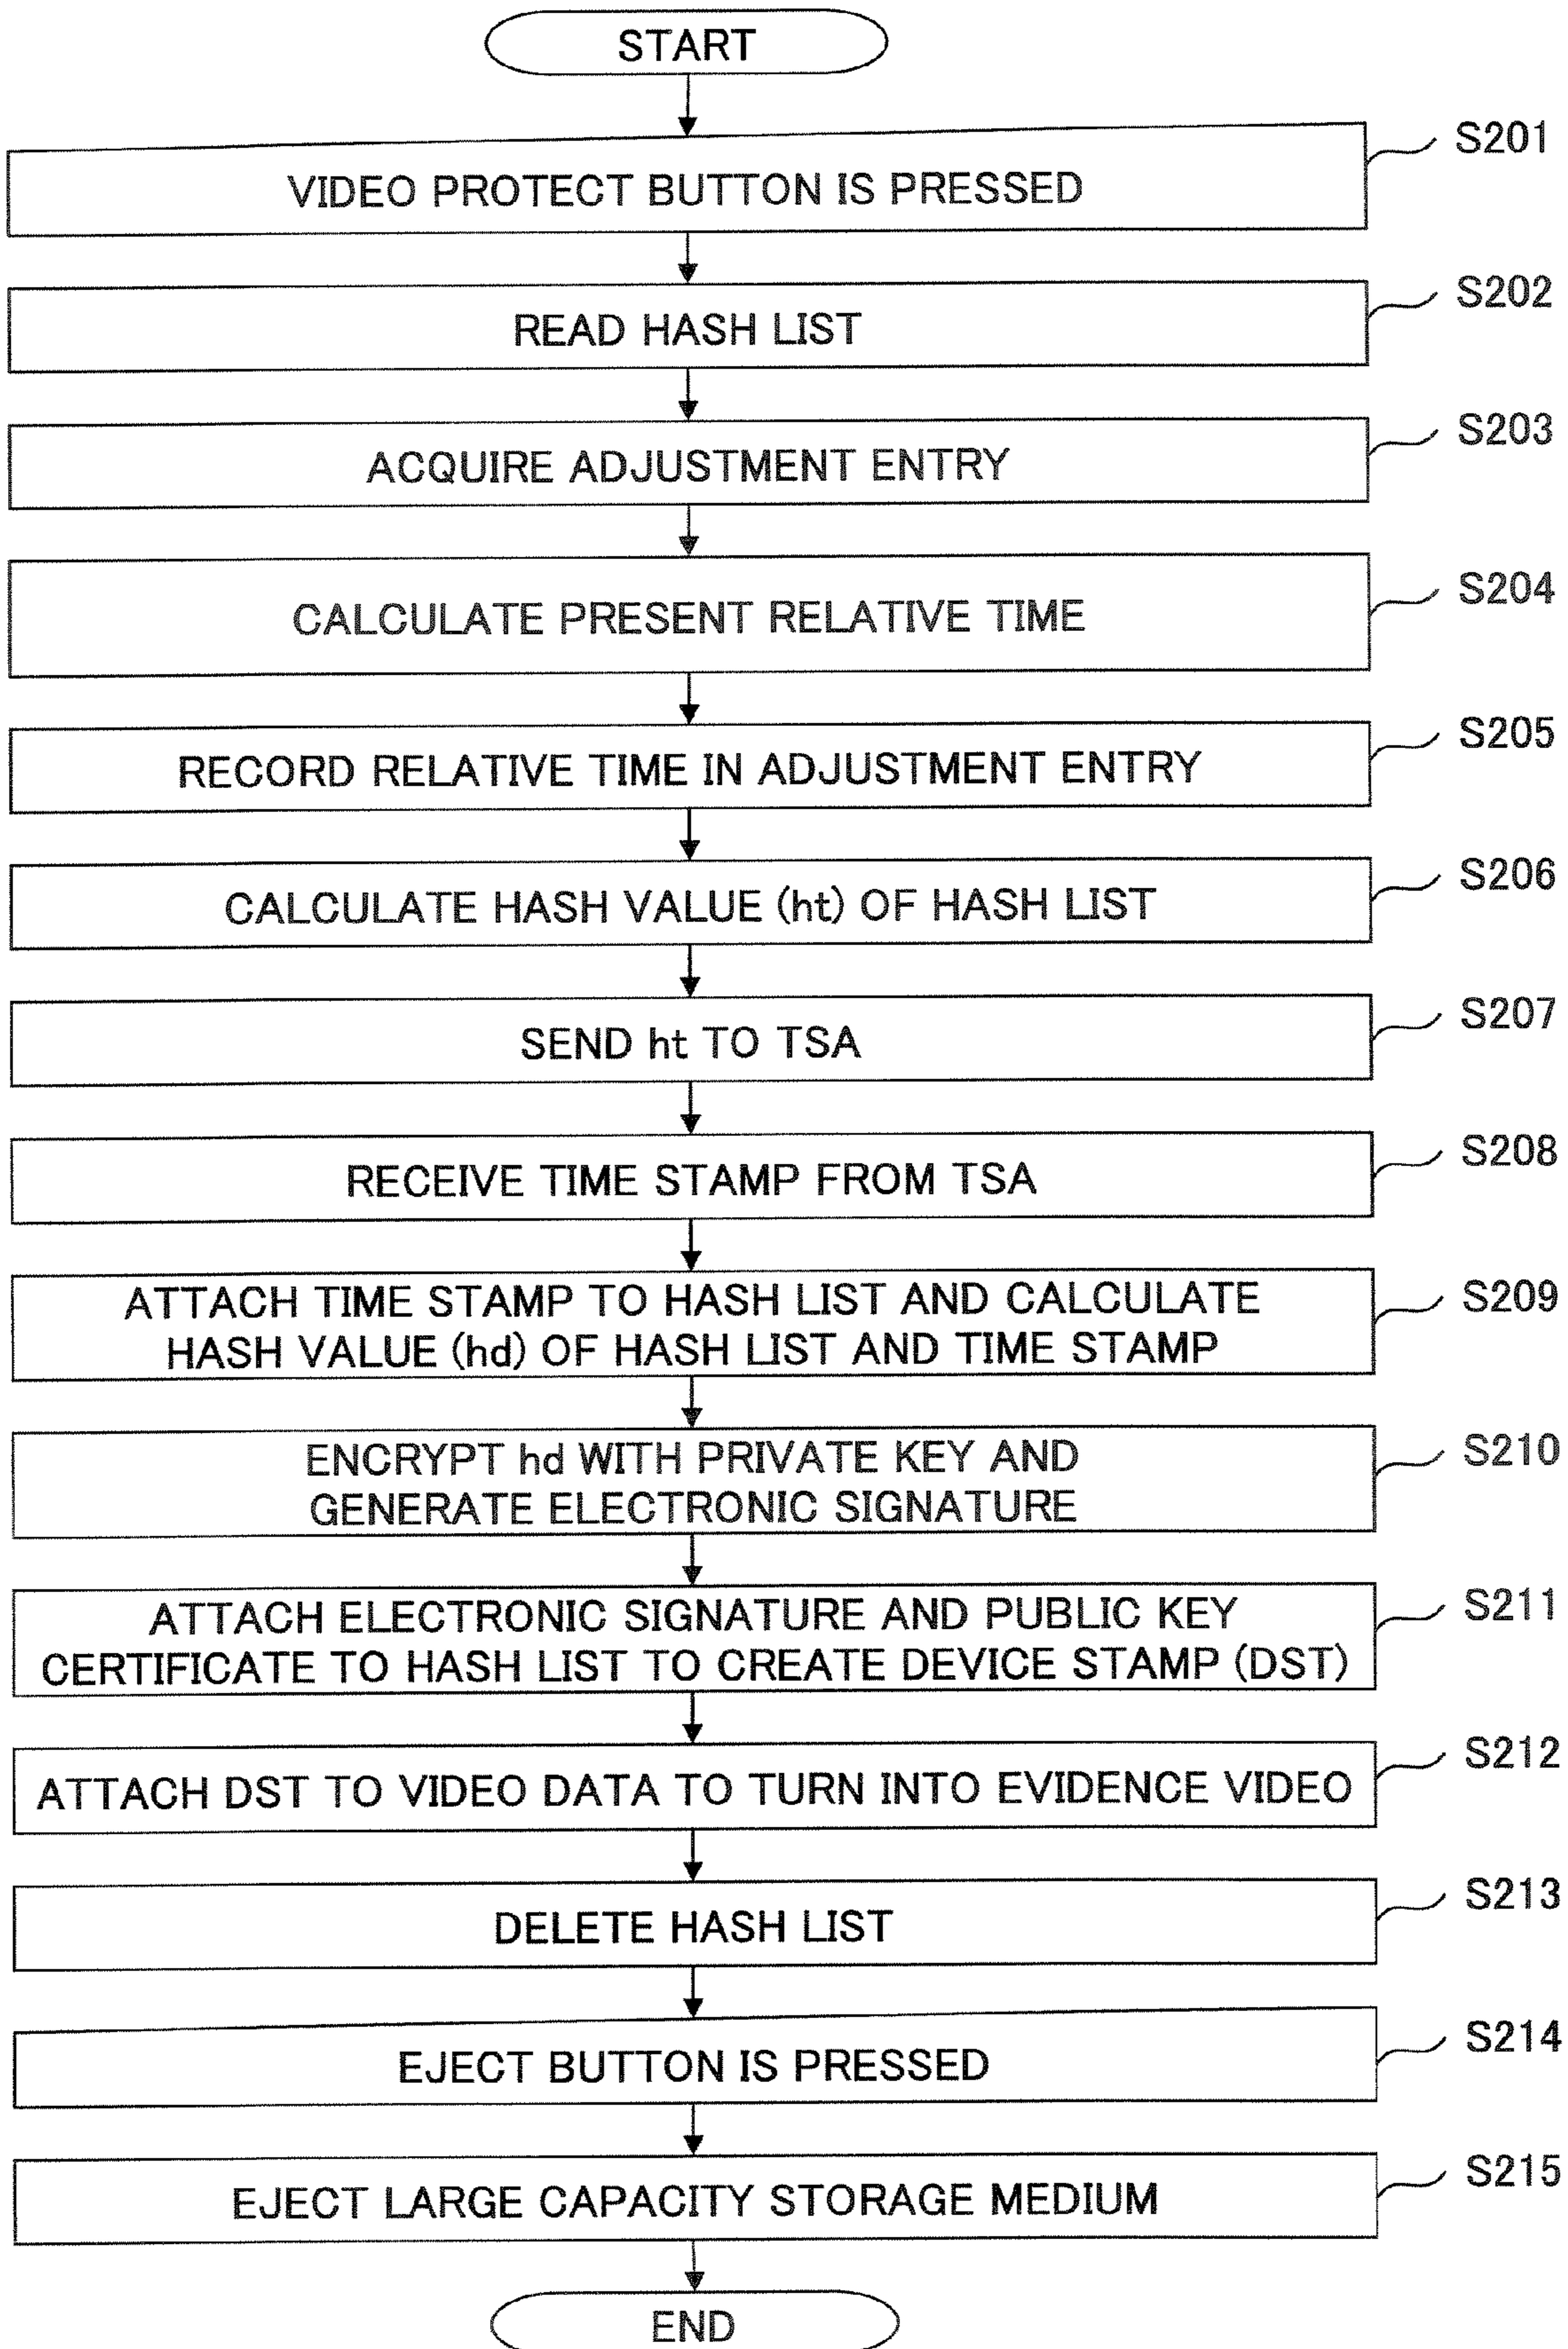 START
S201
VIDEO PROTECT BUTTON IS PRESSED
S202
READ HASH LIST
S203
ACQUIRE ADJUSTMENT ENTRY
S204
CALCULATE PRESENT RELATIVE TIME
S205
RECORD RELATIVE TIME IN ADJUSTMENT ENTRY
S206
CALCULATE HASH VALUE (ht) OF HASH LIST
S207
SEND ht TO TSA
S208
RECEIVE TIME STAMP FROM TSA
S209
ATTACH TIME STAMP TO HASH LIST AND CALCULATE
HASH VALUE (hd) OF HASH LIST AND TIME STAMP
S210
ENCRYPT hd WITH PRIVATE KEY AND
GENERATE ELECTRONIC SIGNATURE
S211
ATTACH ELECTRONIC SIGNATURE AND PUBLIC KEY
CERTIFICATE TO HASH LIST TO CREATE DEVICE STAMP (DST)
S212
ATTACH DST TO VIDEO DATA TO TURN INTO EVIDENCE VIDEO
S213
DELETE HASH LIST
S214
EJECT BUTTON IS PRESSED
S215
EJECT LARGE CAPACITY STORAGE MEDIUM
END